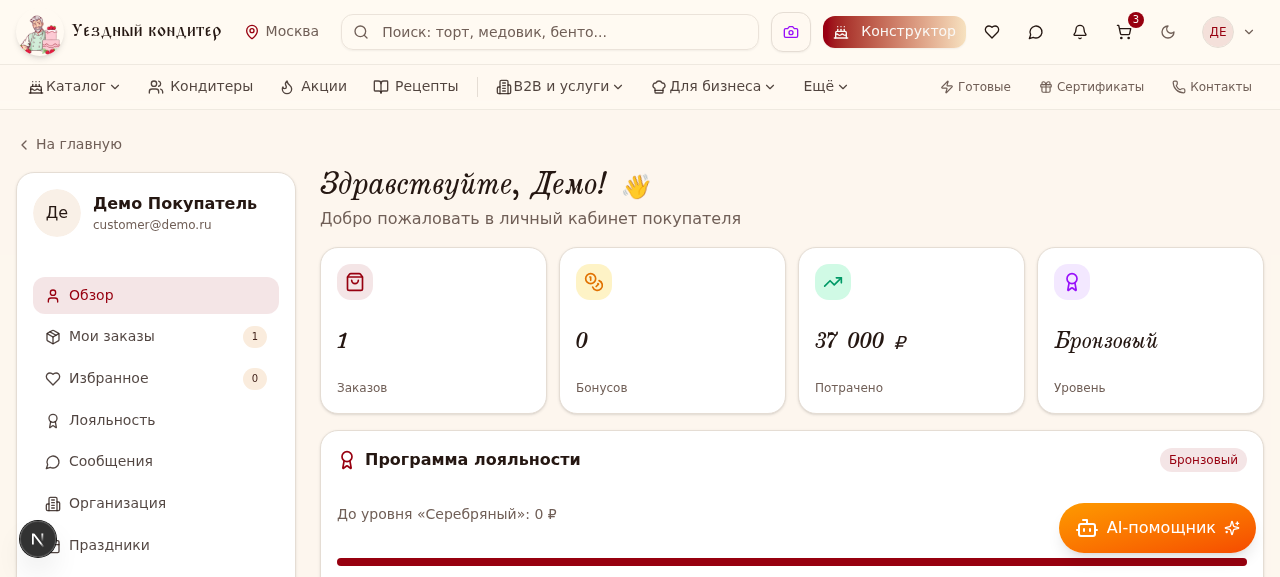 Уездный кондитер
Москва
Поиск: торт, медовик, бенто...
Конструктор
3
ДЕ
Каталог
Кондитеры
Акции
Рецепты
B2B и услуги
Для бизнеса
Ещё
Готовые
Сертификаты
Контакты
На главную
Де
Демо Покупатель
customer@demo.ru
Обзор
Мои заказы
1
Избранное
0
Лояльность
Сообщения
Организация
Праздники
N
Здравствуйте, Демо! 👋
Добро пожаловать в личный кабинет покупателя
1
Заказов
0
Бонусов
37 000 ₽
Потрачено
Бронзовый
Уровень
Программа лояльности
Бронзовый
До уровня «Серебряный»: 0 ₽
AI-помощник